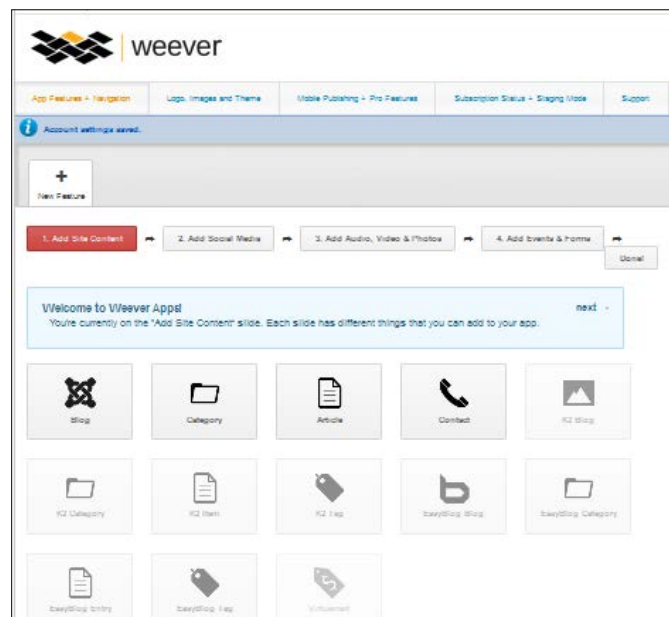 weever
App Features + Navigation Logo, Images and Theme Mobile Publishing + Pro Features Subscription Status + Staging Mode Support
Account settings saved.
+
New Feature
1. Add Site Content 2. Add Social Media 3. Add Audio, Video & Photos 4. Add Events & Forms
Done!
Welcome to Weever Apps! next
You're currently on the "Add Site Content" slide. Each slide has different things that you can add to your app.
Blog Category Article Contact K2 Blog
K2 Category K2 Item K2 Tag EasyBlog Blog EasyBlog Category
EasyBlog Entry EasyBlog Tag Virtuemart